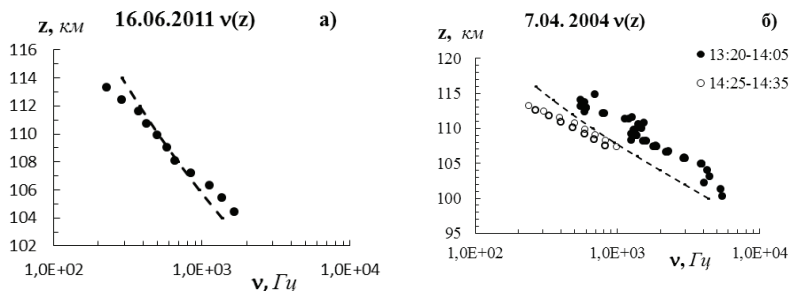 16.06.2011 ν(z) а)
z, км
116
114
112
110
108
106
104
102
1,0E+02 1,0E+03 1,0E+04
ν, Гц
7.04. 2004 ν(z) б)
z, км
● 13:20-14:05
○ 14:25-14:35
120
115
110
105
100
95
1,0E+02 1,0E+03 1,0E+04
ν, Гц